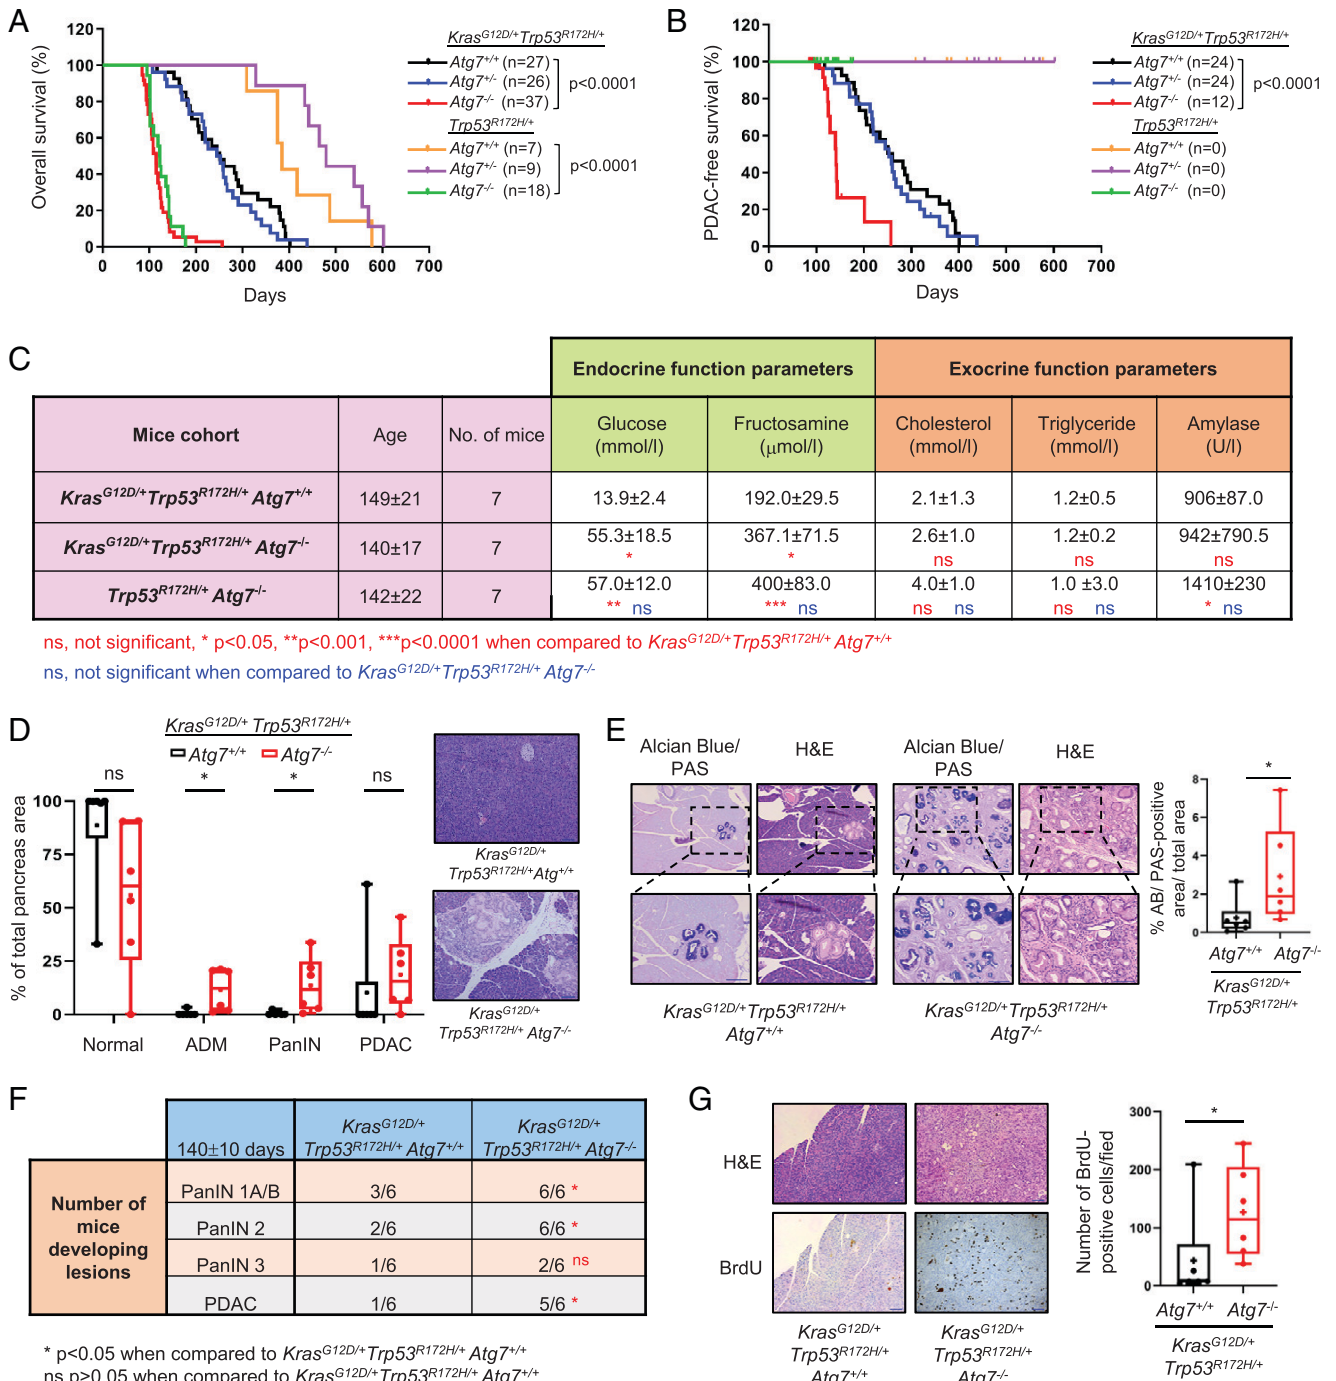 A
Overall survival (%)
120
100
80
60
40
20
0
0 100 200 300 400 500 600 700
Days
KrasG12D/+Trp53R172H/+
Atg7+/+ (n=27)
Atg7+/- (n=26)
Atg7-/- (n=37)
p<0.0001
Trp53R172H/+
Atg7+/+ (n=7)
Atg7+/- (n=9)
Atg7-/- (n=18)
p<0.0001
B
PDAC-free survival (%)
120
100
80
60
40
20
0
0 100 200 300 400 500 600 700
Days
KrasG12D/+Trp53R172H/+
Atg7+/+ (n=24)
Atg7+/- (n=24)
Atg7-/- (n=12)
p<0.0001
Trp53R172H/+
Atg7+/+ (n=0)
Atg7+/- (n=0)
Atg7-/- (n=0)
C
Endocrine function parameters Exocrine function parameters
Mice cohort Age No. of mice Glucose (mmol/l) Fructosamine (μmol/l) Cholesterol (mmol/l) Triglyceride (mmol/l) Amylase (U/l)
KrasG12D/+Trp53R172H/+ Atg7+/+ 149±21 7 13.9±2.4 192.0±29.5 2.1±1.3 1.2±0.5 906±87.0
KrasG12D/+Trp53R172H/+ Atg7-/- 140±17 7 55.3±18.5 367.1±71.5 2.6±1.0 1.2±0.2 942±790.5
* * ns ns ns
Trp53R172H/+ Atg7-/- 142±22 7 57.0±12.0 400±83.0 4.0±1.0 1.0 ±3.0 1410±230
** ns *** ns ns ns ns ns * ns
ns, not significant, * p<0.05, **p<0.001, ***p<0.0001 when compared to KrasG12D/+Trp53R172H/+ Atg7+/+
ns, not significant when compared to KrasG12D/+Trp53R172H/+ Atg7-/-
D
KrasG12D/+ Trp53R172H/+
Atg7+/+ Atg7-/-
ns * * ns
% of total pancreas area
100
75
50
25
0
Normal ADM PanIN PDAC
KrasG12D/+
Trp53R172H/+Atg+/+
KrasG12D/+
Trp53R172H/+ Atg7-/-
E
Alcian Blue/
PAS
H&E
Alcian Blue/
PAS
H&E
KrasG12D/+Trp53R172H/+
Atg7+/+
KrasG12D/+Trp53R172H/+
Atg7-/-
% AB/ PAS-positive
area/ total area
8
6
4
2
0
*
Atg7+/+ Atg7-/-
KrasG12D/+
Trp53R172H/+
F
140±10 days
KrasG12D/+
Trp53R172H/+ Atg7+/+
KrasG12D/+
Trp53R172H/+ Atg7-/-
Number of
mice
developing
lesions
PanIN 1A/B 3/6 6/6 *
PanIN 2 2/6 6/6 *
PanIN 3 1/6 2/6 ns
PDAC 1/6 5/6 *
* p<0.05 when compared to KrasG12D/+Trp53R172H/+ Atg7+/+
ns p>0.05 when compared to KrasG12D/+Trp53R172H/+ Atg7+/+
G
H&E
BrdU
KrasG12D/+
Trp53R172H/+
Atg7+/+
KrasG12D/+
Trp53R172H/+
Atg7-/-
Number of BrdU-
positive cells/fied
300
200
100
0
*
Atg7+/+ Atg7-/-
KrasG12D/+
Trp53R172H/+